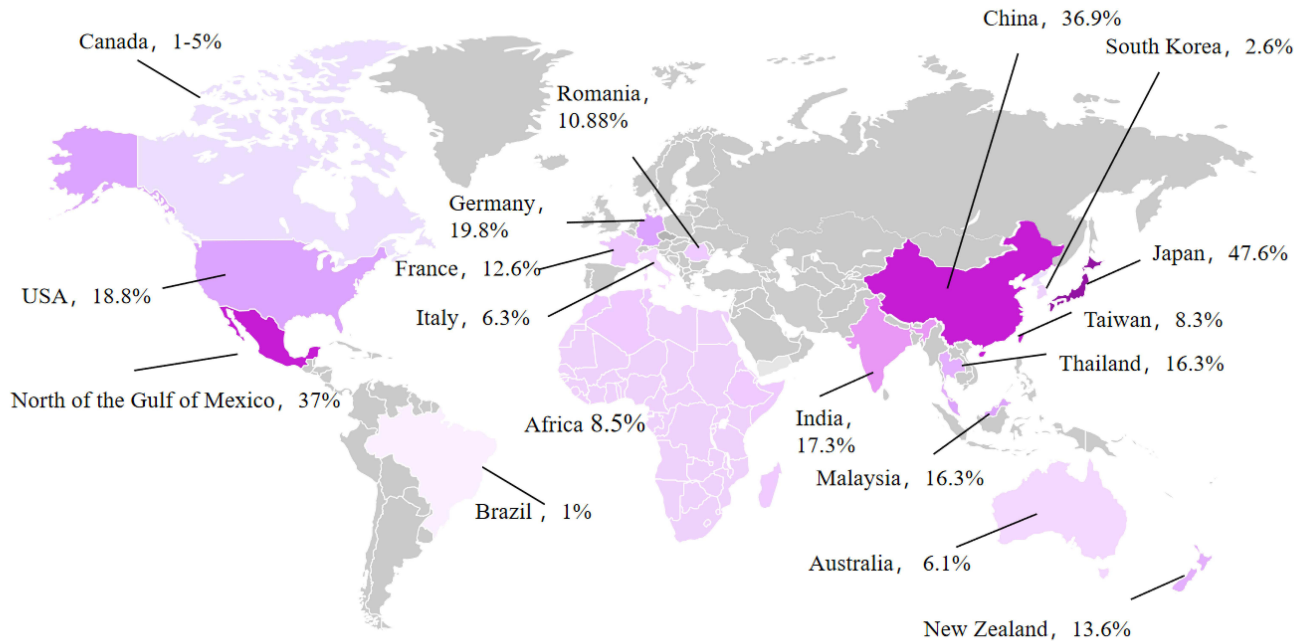 China，36.9%
Canada，1-5%
South Korea，2.6%
Romania，
10.88%
Germany，
19.8%
Japan，47.6%
France，12.6%
USA，18.8%
Italy，6.3%
Taiwan，8.3%
Thailand，16.3%
North of the Gulf of Mexico，37%
Africa 8.5%
India，
17.3%
Malaysia，16.3%
Brazil，1%
Australia，6.1%
New Zealand，13.6%